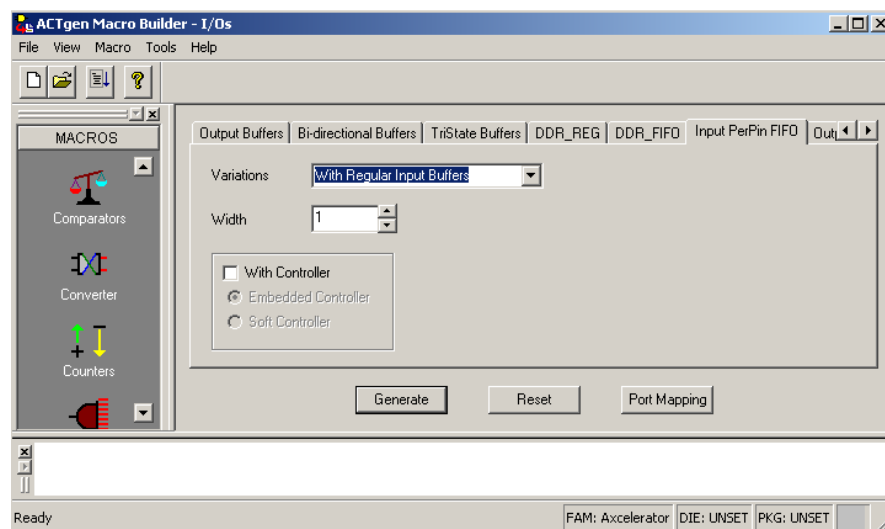 ACTgen Macro Builder - I/Os
File View Macro Tools Help
MACROS
Comparators
Converter
Counters
Output Buffers Bi-directional Buffers TriState Buffers DDR_REG DDR_FIFO Input PerPin FIFO
Variations With Regular Input Buffers
Width 1
With Controller
Embedded Controller
Soft Controller
Generate Reset Port Mapping
Ready FAM: Axcelerator DIE: UNSET PKG: UNSET